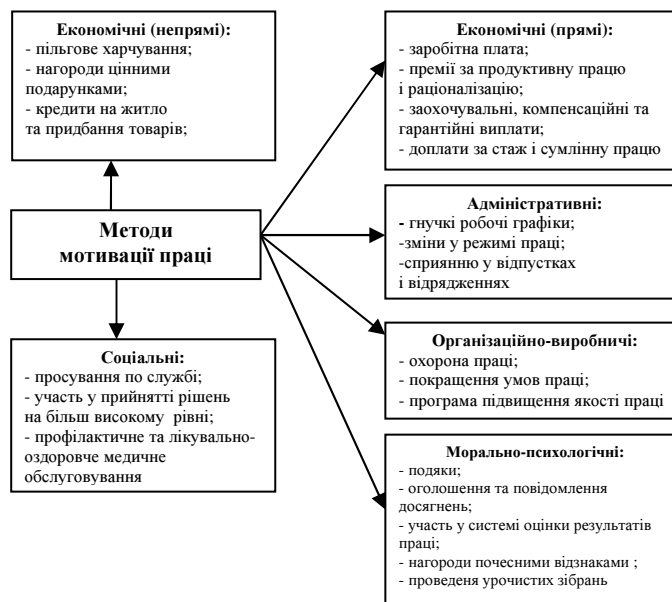 Економічні (непрямі):
- пільгове харчування;
- нагороди цінними
подарунками;
- кредити на житло
та придбання товарів;
Методи
мотивації праці
Соціальні:
- просування по службі;
- участь у прийнятті рішень
на більш високому рівні;
- профілактичне та лікувально-
оздоровче медичне
обслуговування
Економічні (прямі):
- заробітна плата;
- премії за продуктивну працю
і раціоналізацію;
- заохочувальні, компенсаційні та
гарантійні виплати;
- доплати за стаж і сумлінну працю
Адміністративні:
- гнучкі робочі графіки;
-зміни у режимі праці;
-сприянню у відпустках
і відрядженнях
Організаційно-виробничі:
- охорона праці;
- покращення умов праці;
- програма підвищення якості праці
Морально-психологічні:
- подяки;
- оголошення та повідомлення
досягнень;
- участь у системі оцінки результатів
праці;
- нагороди почесними відзнаками ;
- проведеня урочистих зібрань